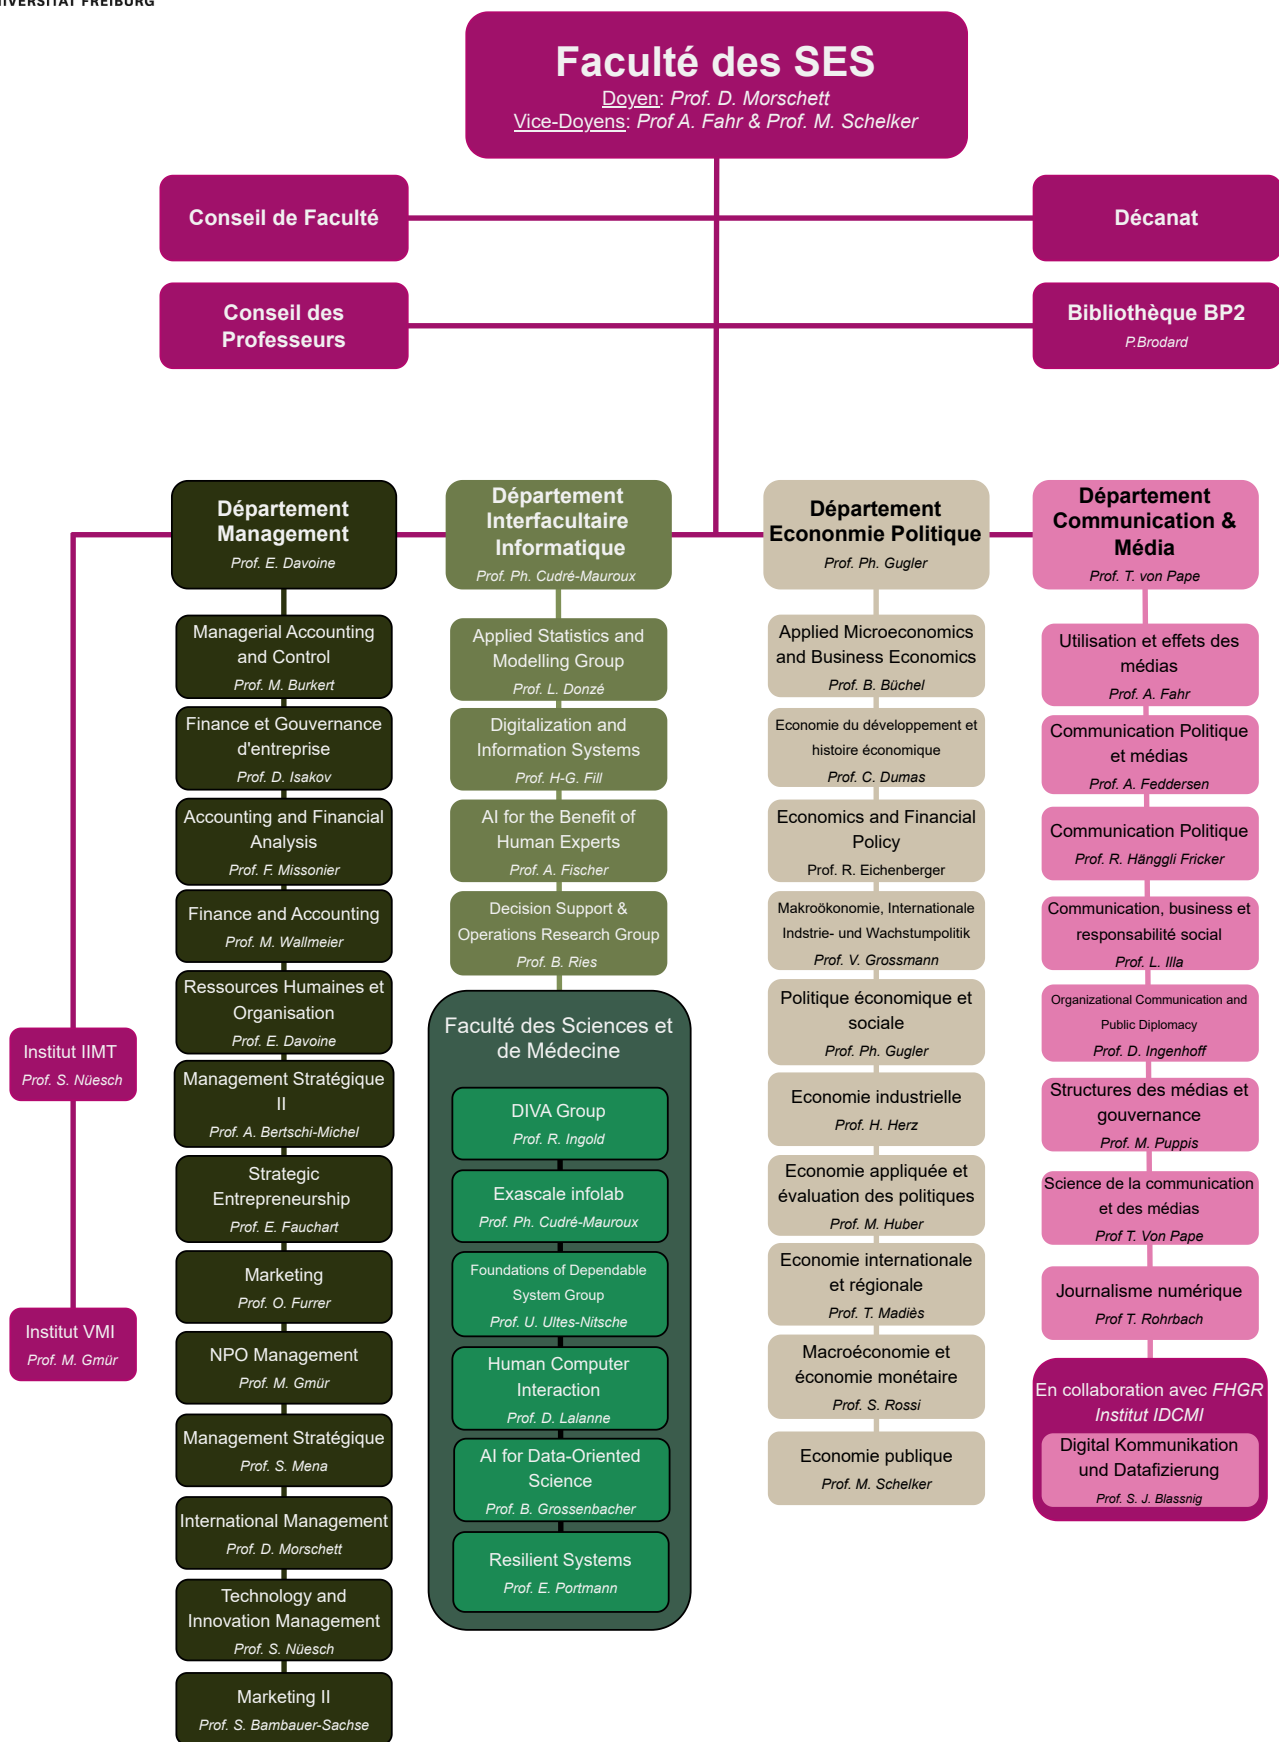 UNIVERSITÄT FREIBURG
Faculté des SES
Doyen: Prof. D. Morschett
Vice-Doyens: Prof A. Fahr & Prof. M. Schelker
Conseil de Faculté
Décanat
Conseil des
Professeurs
Bibliothèque BP2
P.Brodard
Département
Management
Prof. E. Davoine
Managerial Accounting
and Control
Prof. M. Burkert
Finance et Gouvernance
d'entreprise
Prof. D. Isakov
Accounting and Financial
Analysis
Prof. F. Missonier
Finance and Accounting
Prof. M. Wallmeier
Ressources Humaines et
Organisation
Prof. E. Davoine
Management Stratégique
II
Prof. A. Bertschi-Michel
Strategic
Entrepreneurship
Prof. E. Fauchart
Marketing
Prof. O. Furrer
NPO Management
Prof. M. Gmür
Management Stratégique
Prof. S. Mena
International Management
Prof. D. Morschett
Technology and
Innovation Management
Prof. S. Nüesch
Marketing II
Prof. S. Bambauer-Sachse
Institut IIMT
Prof. S. Nüesch
Institut VMI
Prof. M. Gmür
Département
Interfacultaire
Informatique
Prof. Ph. Cudré-Mauroux
Applied Statistics and
Modelling Group
Prof. L. Donzé
Digitalization and
Information Systems
Prof. H-G. Fill
AI for the Benefit of
Human Experts
Prof. A. Fischer
Decision Support &
Operations Research Group
Prof. B. Ries
Faculté des Sciences et
de Médecine
DIVA Group
Prof. R. Ingold
Exascale infolab
Prof. Ph. Cudré-Mauroux
Foundations of Dependable
System Group
Prof. U. Ultes-Nitsche
Human Computer
Interaction
Prof. D. Lalanne
AI for Data-Oriented
Science
Prof. B. Grossenbacher
Resilient Systems
Prof. E. Portmann
Département
Econonmie Politique
Prof. Ph. Gugler
Applied Microeconomics
and Business Economics
Prof. B. Büchel
Economie du développement et
histoire économique
Prof. C. Dumas
Economics and Financial
Policy
Prof. R. Eichenberger
Makroökonomie, Internationale
Indstrie- und Wachstumpolitik
Prof. V. Grossmann
Politique économique et
sociale
Prof. Ph. Gugler
Economie industrielle
Prof. H. Herz
Economie appliquée et
évaluation des politiques
Prof. M. Huber
Economie internationale
et régionale
Prof. T. Madiès
Macroéconomie et
économie monétaire
Prof. S. Rossi
Economie publique
Prof. M. Schelker
Département
Communication &
Média
Prof. T. von Pape
Utilisation et effets des
médias
Prof. A. Fahr
Communication Politique
et médias
Prof. A. Feddersen
Communication Politique
Prof. R. Hänggli Fricker
Communication, business et
responsabilité social
Prof. L. Illa
Organizational Communication and
Public Diplomacy
Prof. D. Ingenhoff
Structures des médias et
gouvernance
Prof. M. Puppis
Science de la communication
et des médias
Prof T. Von Pape
Journalisme numérique
Prof T. Rohrbach
En collaboration avec FHGR
Institut IDCMI
Digital Kommunikation
und Datafizierung
Prof. S. J. Blassnig